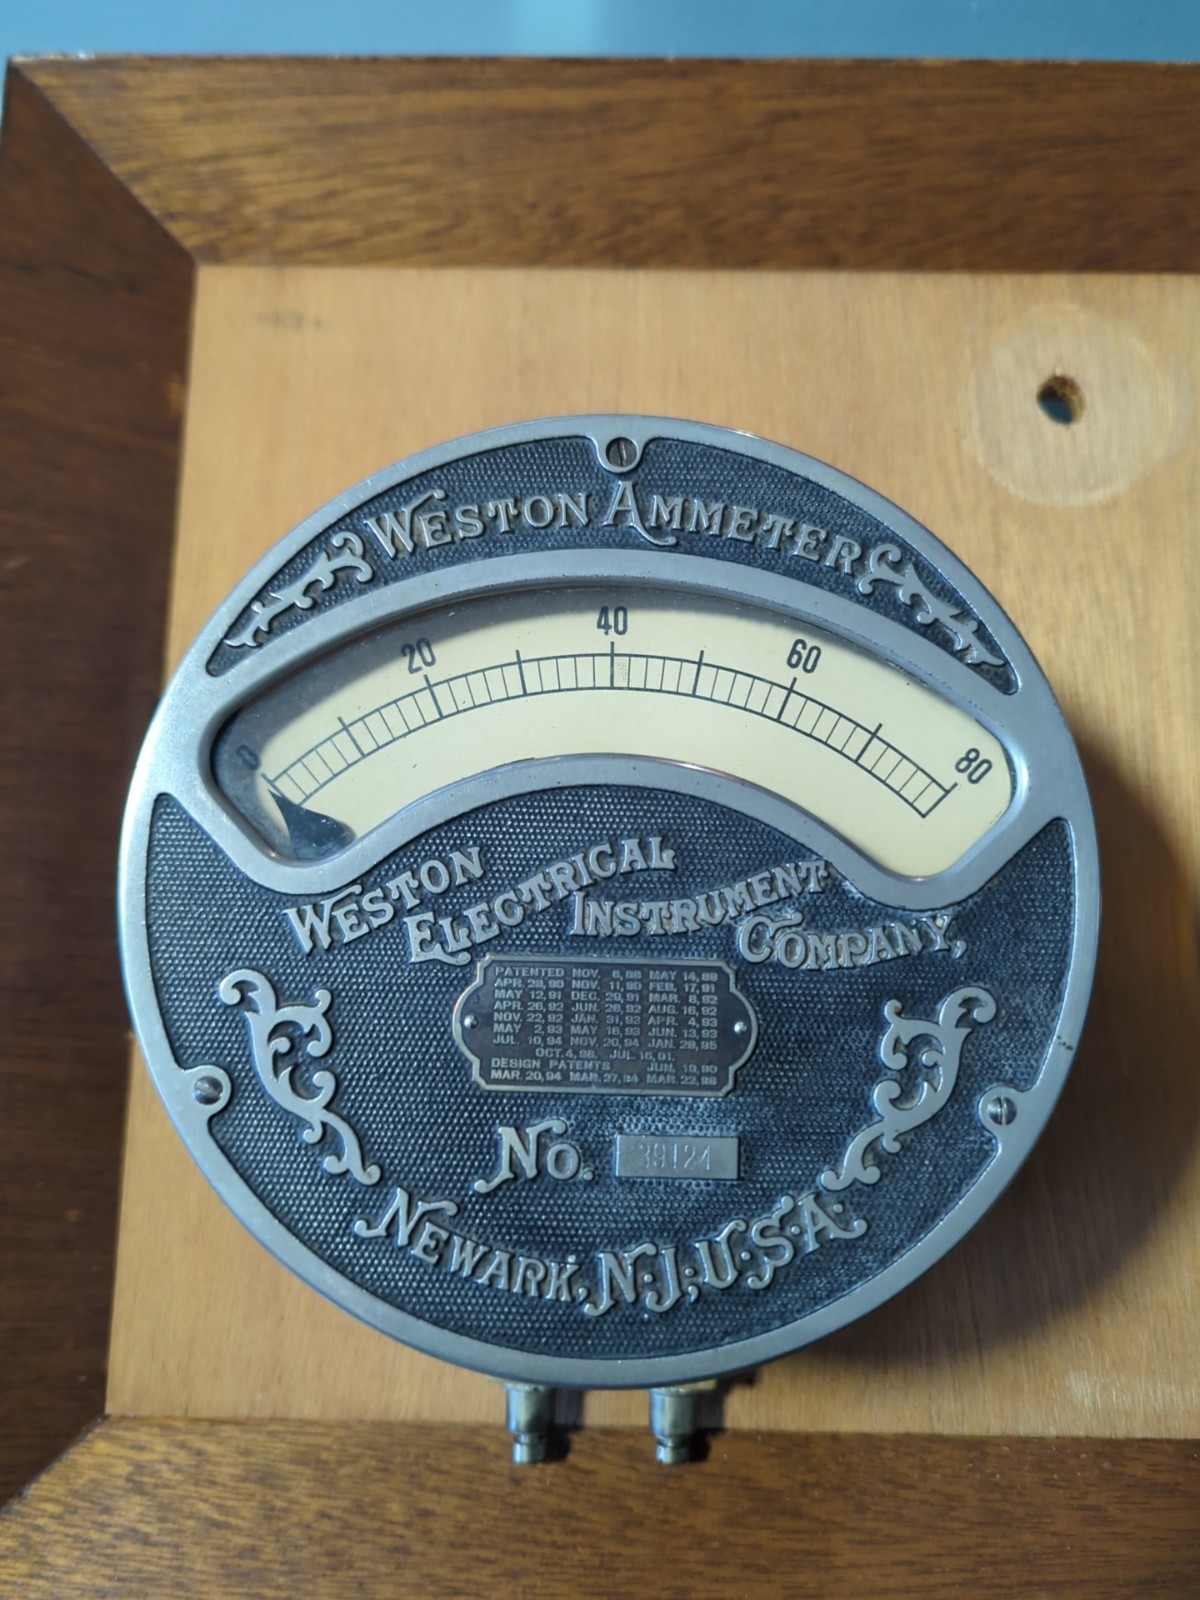 WESTON AMMETER
0 20 40 60 80
WESTON
ELECTRICAL
INSTRUMENT
COMPANY,
PATENTED NOV. 6, 88 MAY 14, 89
APR. 29, 90 NOV. 11, 90 FEB. 17, 91
MAY 12, 91 DEC. 29, 91 MAR. 8, 92
APR. 26, 92 JUN. 28, 92 AUG. 16, 92
NOV. 22, 92 JAN. 31, 93 APR. 4, 93
MAY 2, 93 MAY 16, 93 JUN. 13, 93
JUL. 10, 94 NOV. 20, 94 JAN. 29, 95
OCT. 4, 98. JUL 16, 01.
DESIGN PATENTS JUN. 10, 90
MAR. 20, 94 MAR. 27, 94 MAR. 22, 98
No. 39124
NEWARK, N.J., U.S.A.